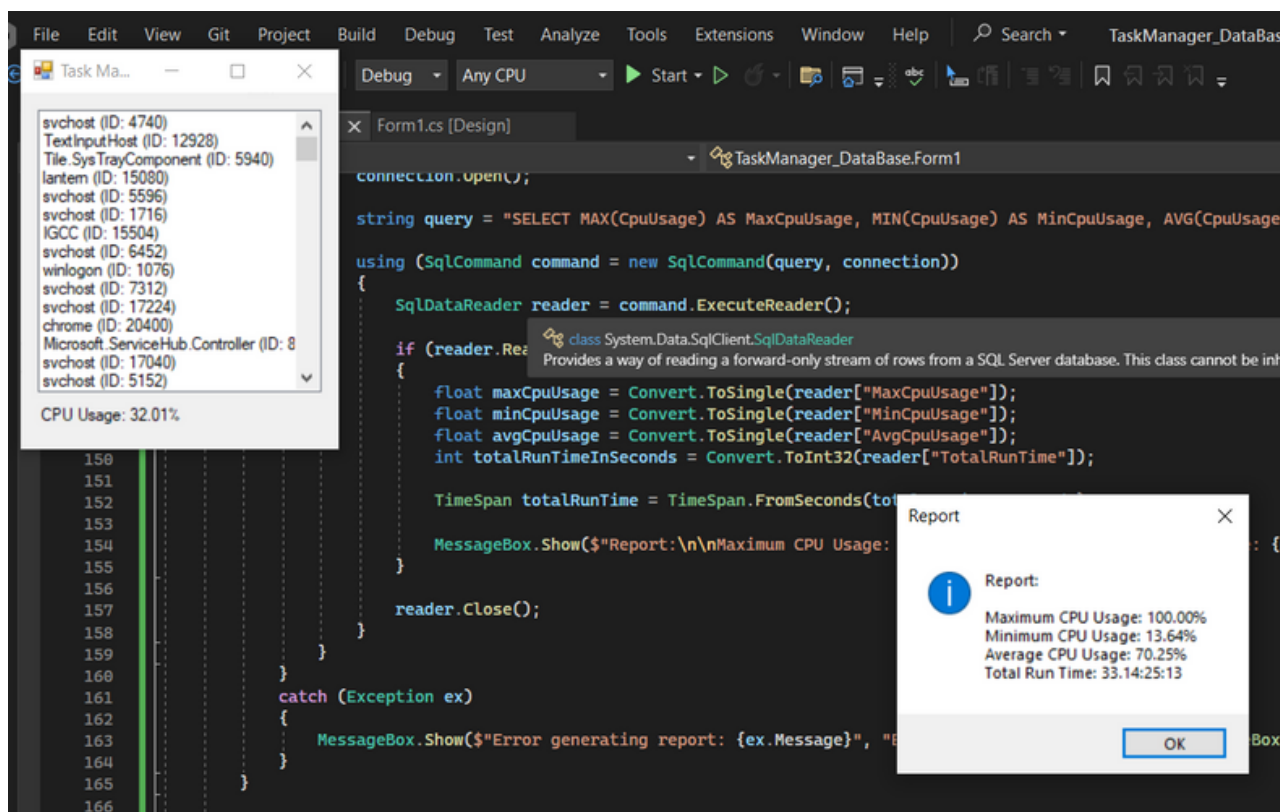 File Edit View Git Project Build Debug Test Analyze Tools Extensions Window Help Search TaskManager_DataBas
Task Ma...
Debug Any CPU Start
svchost (ID: 4740)
TextInputHost (ID: 12928)
Tile.SysTrayComponent (ID: 5940)
lantern (ID: 15080)
svchost (ID: 5596)
svchost (ID: 1716)
IGCC (ID: 15504)
svchost (ID: 6452)
winlogon (ID: 1076)
svchost (ID: 7312)
svchost (ID: 17224)
chrome (ID: 20400)
Microsoft.ServiceHub.Controller (ID: 8
svchost (ID: 17040)
svchost (ID: 5152)
CPU Usage: 32.01%
Form1.cs [Design]
TaskManager_DataBase.Form1
connection.Open();
string query = "SELECT MAX(CpuUsage) AS MaxCpuUsage, MIN(CpuUsage) AS MinCpuUsage, AVG(CpuUsage
using (SqlCommand command = new SqlCommand(query, connection))
{
SqlDataReader reader = command.ExecuteReader();
if (reader.Rea
class System.Data.SqlClient.SqlDataReader
Provides a way of reading a forward-only stream of rows from a SQL Server database. This class cannot be inh
{
float maxCpuUsage = Convert.ToSingle(reader["MaxCpuUsage"]);
float minCpuUsage = Convert.ToSingle(reader["MinCpuUsage"]);
float avgCpuUsage = Convert.ToSingle(reader["AvgCpuUsage"]);
150 int totalRunTimeInSeconds = Convert.ToInt32(reader["TotalRunTime"]);
151
152 TimeSpan totalRunTime = TimeSpan.FromSeconds(tot
153
154 MessageBox.Show($"Report:\n\nMaximum CPU Usage: : {
155 }
156
157 reader.Close();
158 }
159 }
160 }
161 catch (Exception ex)
162 {
163 MessageBox.Show($"Error generating report: {ex.Message}", "E Box
164 }
165 }
166
Report
Report:
Maximum CPU Usage: 100.00%
Minimum CPU Usage: 13.64%
Average CPU Usage: 70.25%
Total Run Time: 33.14:25:13
OK